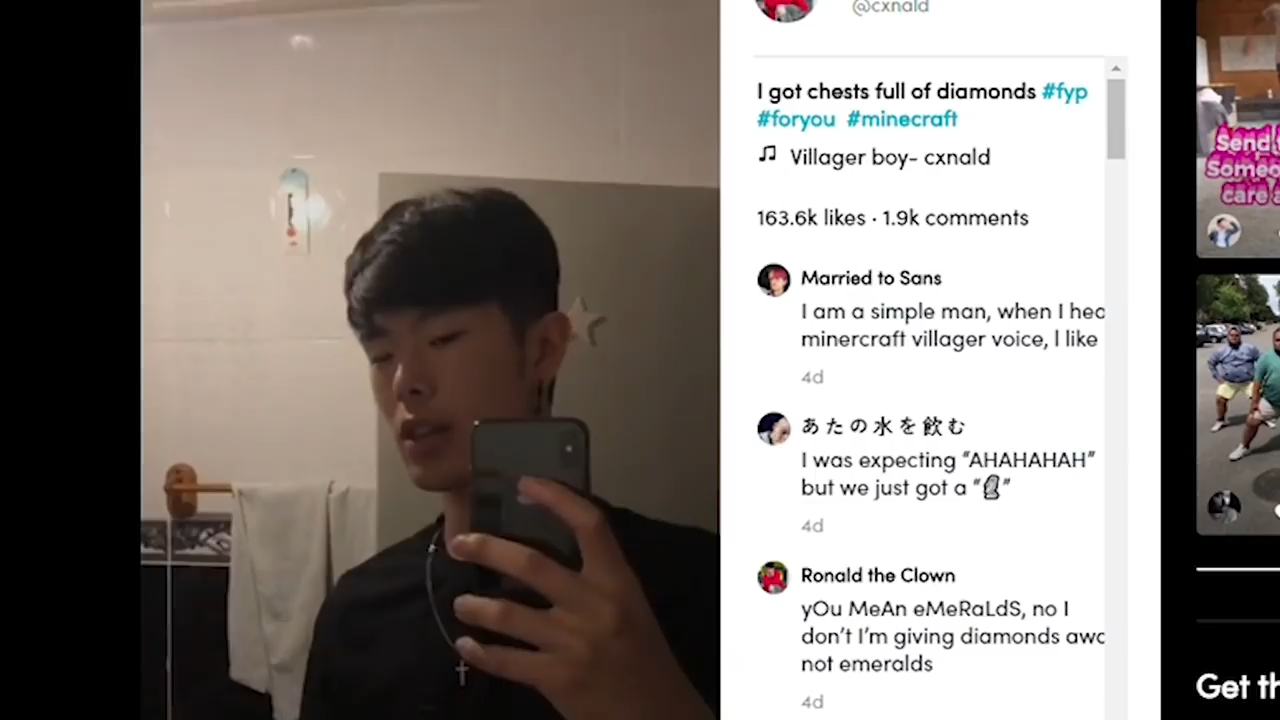 @cxnald
I got chests full of diamonds #fyp
#foryou #minecraft
Villager boy- cxnald
163.6k likes · 1.9k comments
Married to Sans
I am a simple man, when I hea
minercraft villager voice, I like
4d
あたの水を飲む
I was expecting “AHAHAHAH”
but we just got a “🗿”
4d
Ronald the Clown
yOu MeAn eMeRaLdS, no I
don’t I’m giving diamonds awa
not emeralds
4d
Send
Someo
care a
Get th